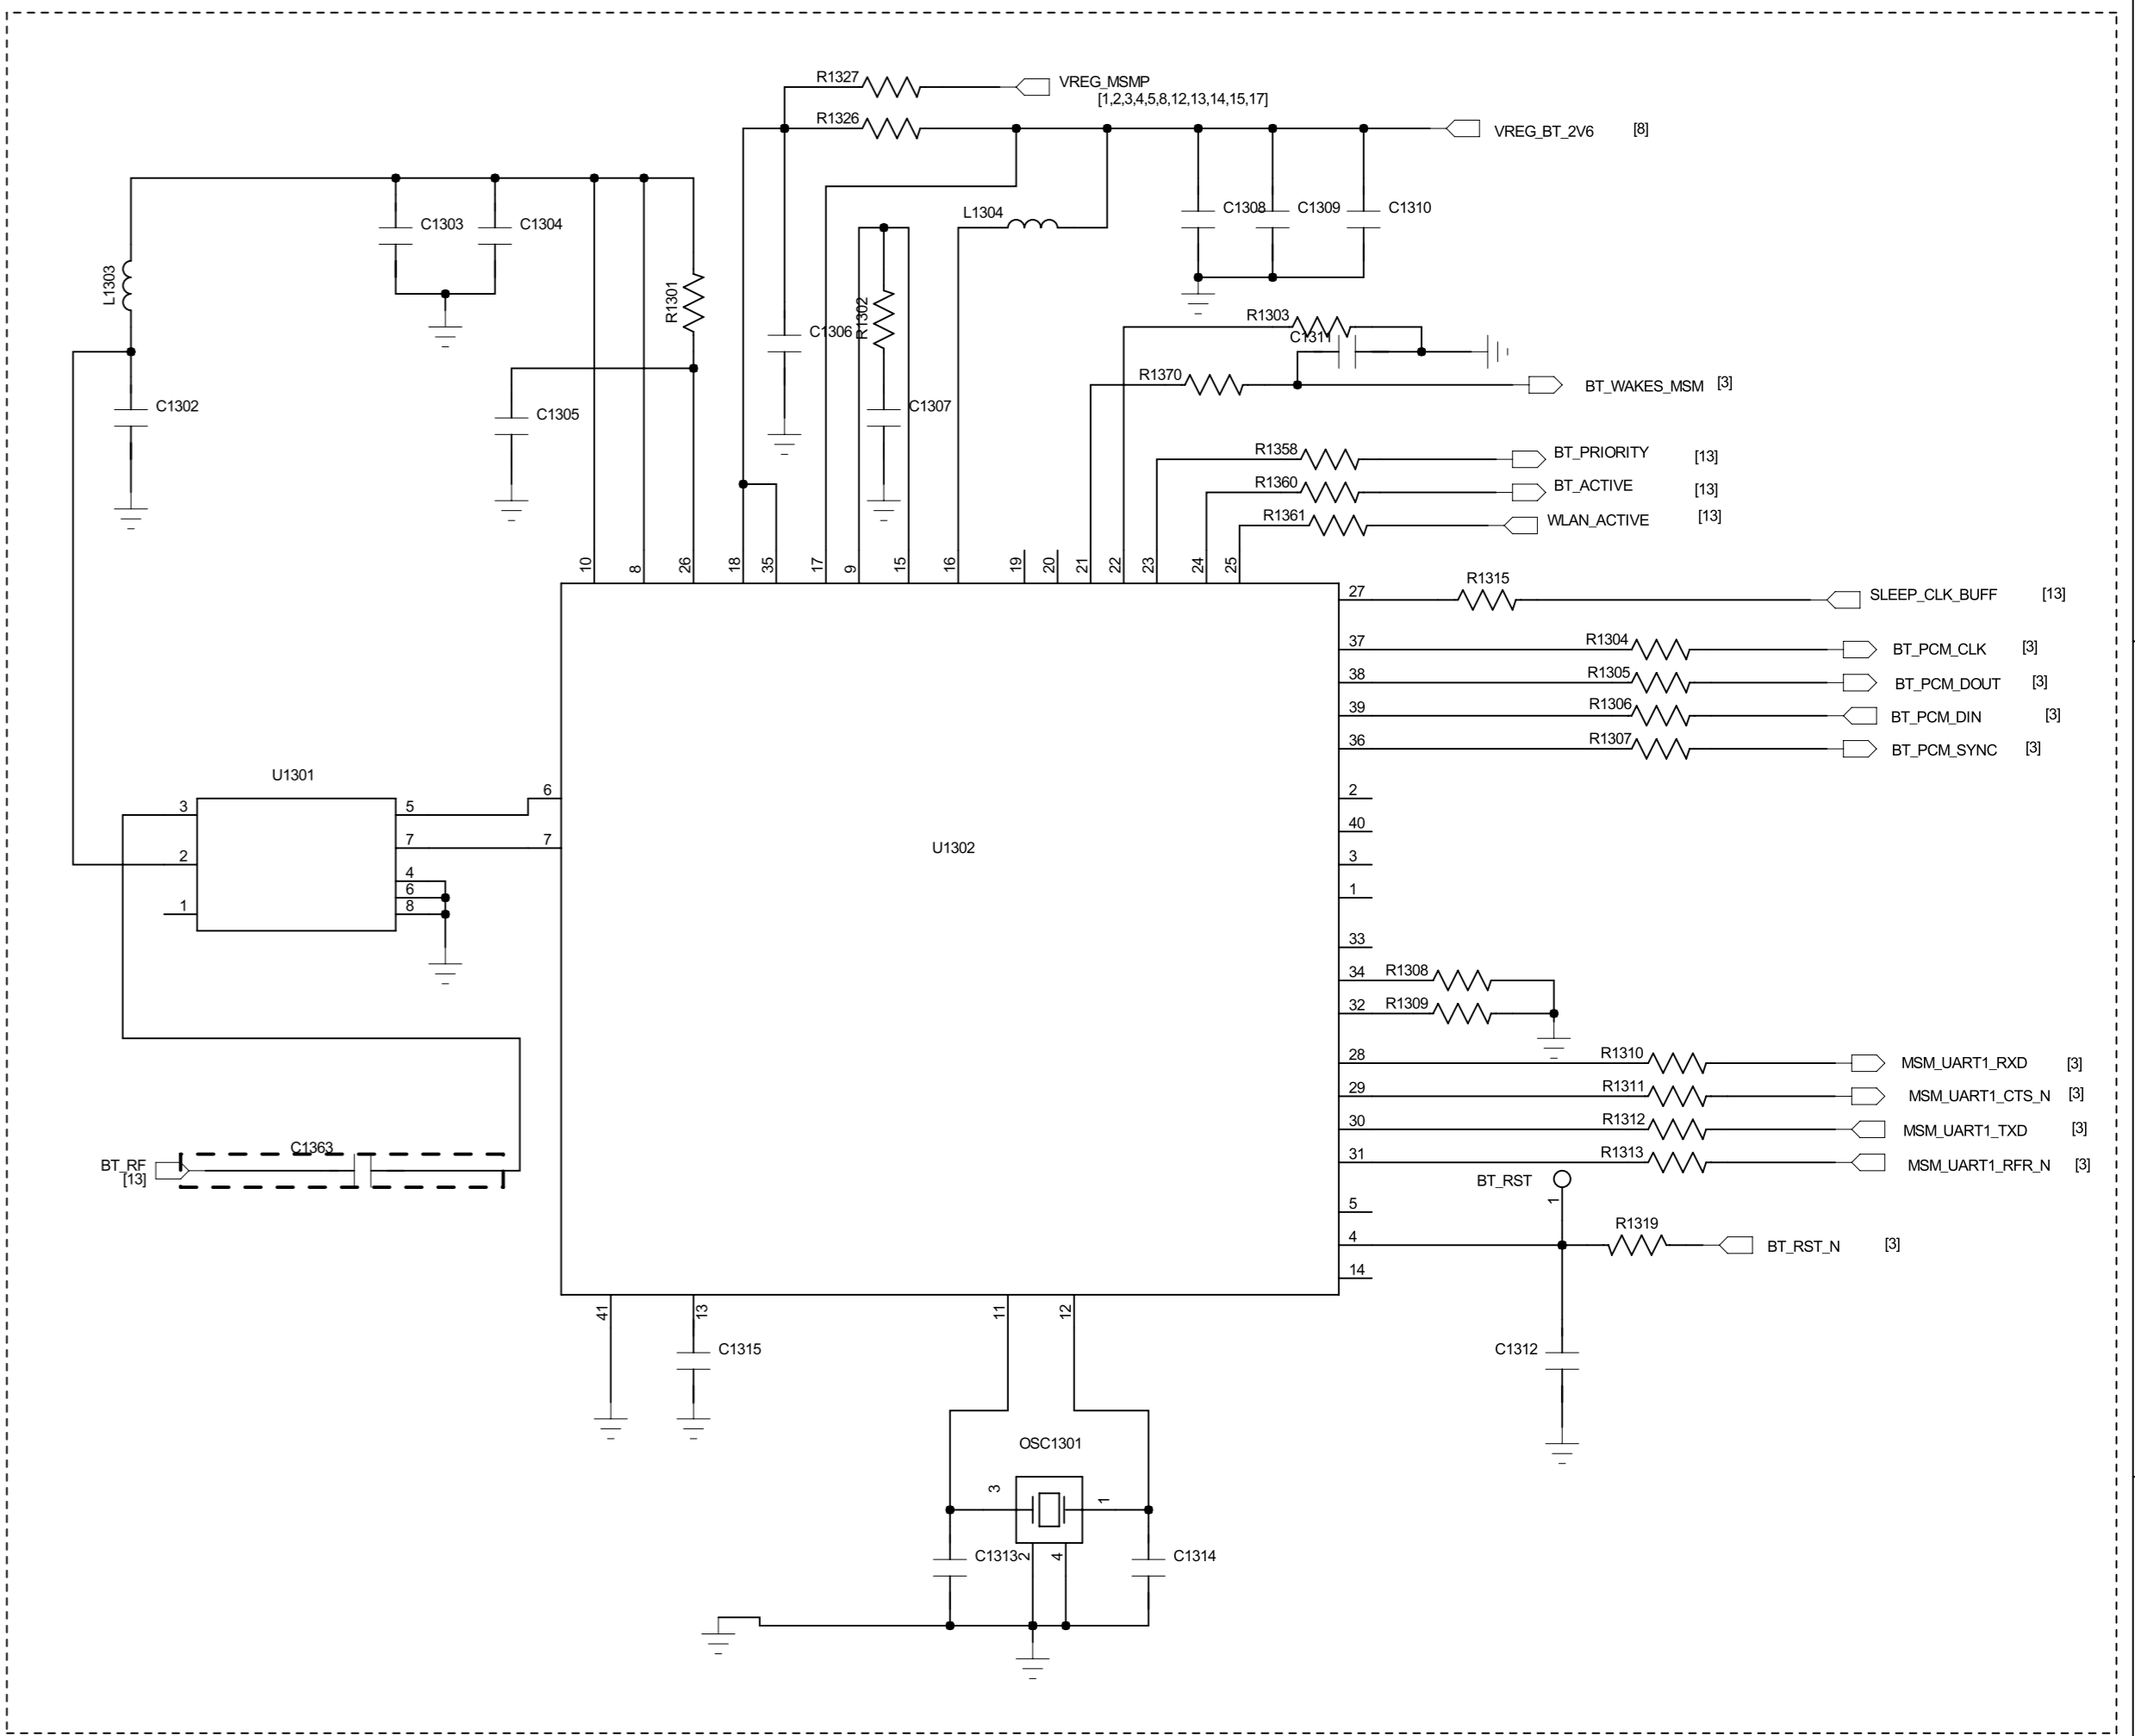 R1327
VREG_MSMP
[1,2,3,4,5,8,12,13,14,15,17]
R1326
VREG_BT_2V6 [8]
C1303
C1304
L1304
C1308
C1309
C1310
L1303
R1301
R1302
C1306
R1303
C1311
R1370
BT_WAKES_MSM [3]
C1302
C1305
C1307
R1358
BT_PRIORITY [13]
R1360
BT_ACTIVE [13]
R1361
WLAN_ACTIVE [13]
10
8
26
18
35
17
9
15
16
19
20
21
22
23
24
25
27
R1315
SLEEP_CLK_BUFF [13]
37
R1304
BT_PCM_CLK [3]
38
R1305
BT_PCM_DOUT [3]
39
R1306
BT_PCM_DIN [3]
36
R1307
BT_PCM_SYNC [3]
U1301
3
5
6
2
7
7
4
6
1
8
U1302
2
40
3
1
33
34
R1308
32
R1309
28
R1310
MSM_UART1_RXD [3]
29
R1311
MSM_UART1_CTS_N [3]
30
R1312
MSM_UART1_TXD [3]
31
R1313
MSM_UART1_RFR_N [3]
C1363
BT_RF
[13]
BT_RST
1
5
4
R1319
BT_RST_N [3]
14
41
13
11
12
C1315
C1312
OSC1301
3
1
C1313
2
4
C1314